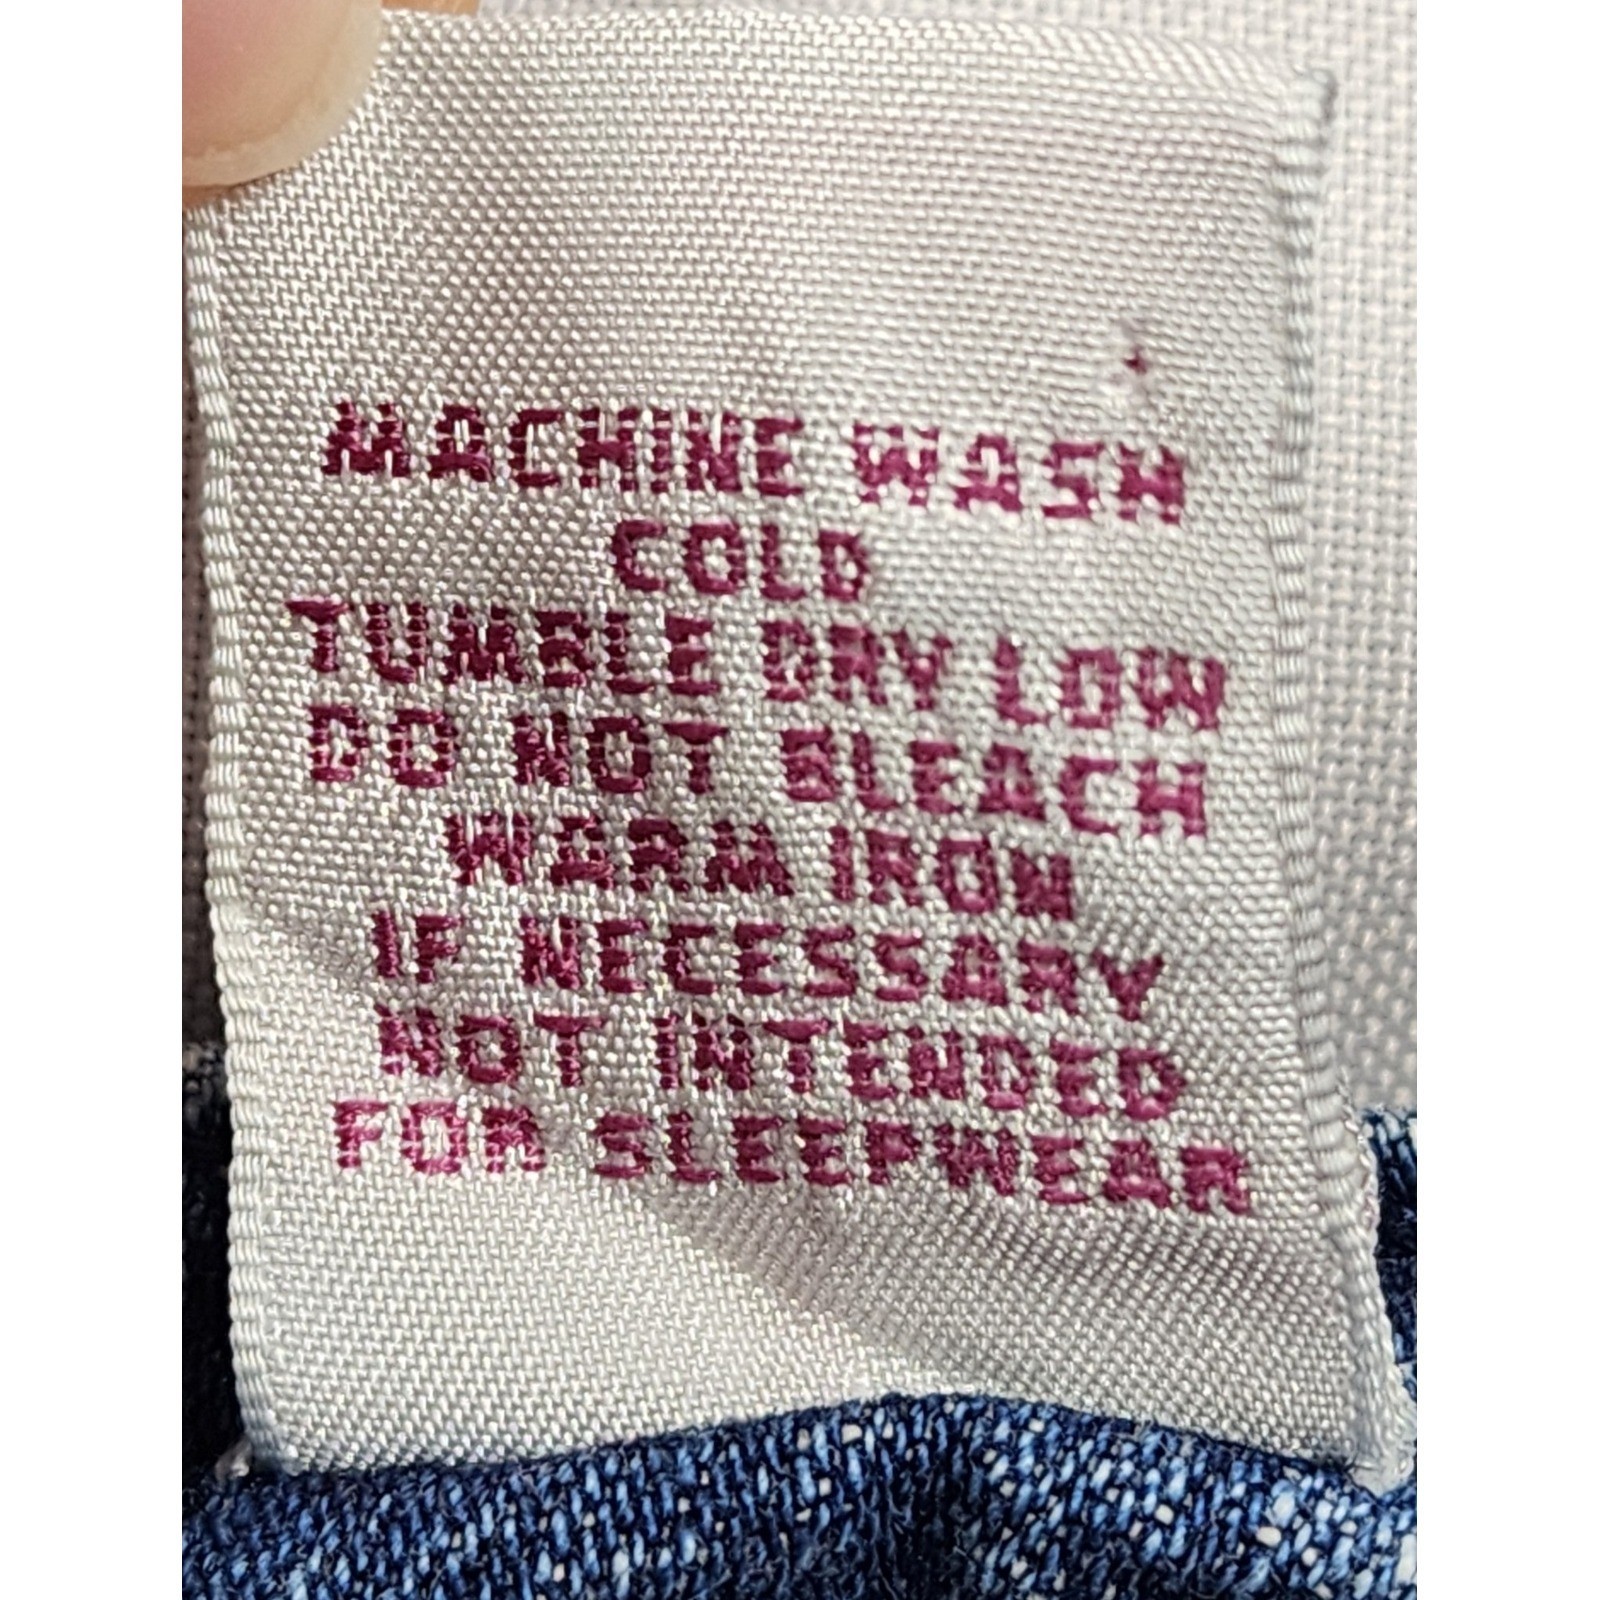 MACHINE WASH
COLD
TUMBLE DRY LOW
DO NOT BLEACH
WARM IRON
IF NECESSARY
NOT INTENDED
FOR SLEEPWEAR